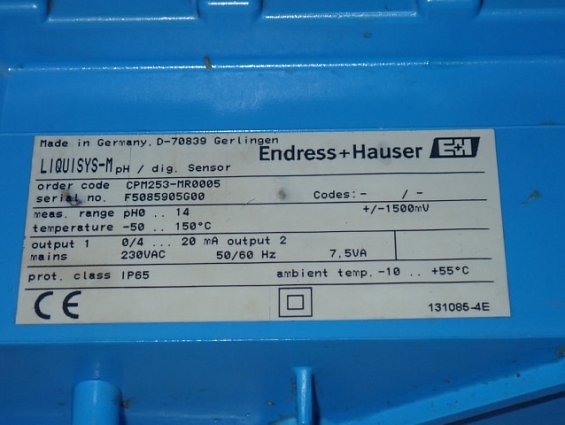 Made in Germany, D-70839 Gerlingen
Endress+Hauser E+H
LIQUISYS-M pH / dig. Sensor
order code CPM253-MR0005
serial no. F5085905G00 Codes: - / -
meas. range pH0 .. 14 +/-1500mV
temperature -50 .. 150°C
output 1 0/4 .. 20 mA output 2
mains 230VAC 50/60 Hz 7,5VA
prot. class IP65 ambient temp. -10 .. +55°C
CE 131085-4E